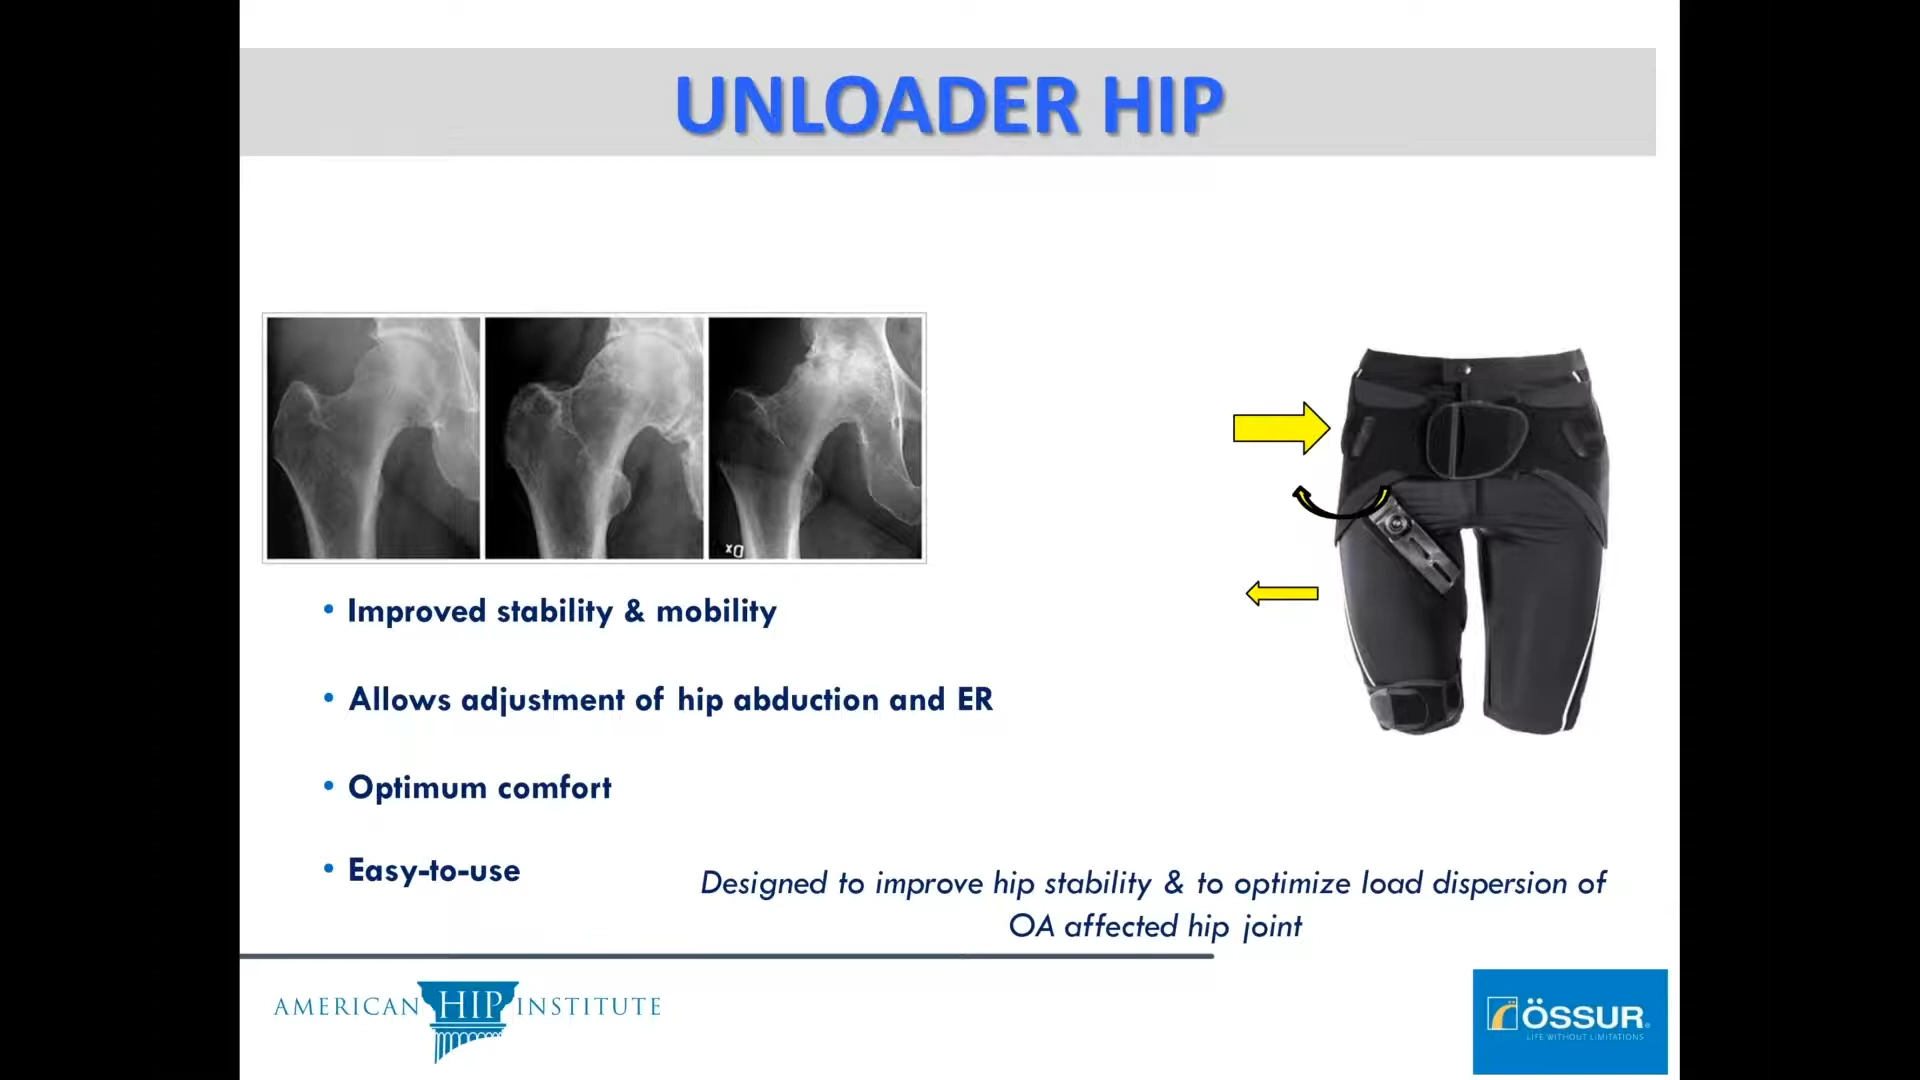 UNLOADER HIP
xD
• Improved stability & mobility
• Allows adjustment of hip abduction and ER
• Optimum comfort
• Easy-to-use
Designed to improve hip stability & to optimize load dispersion of
OA affected hip joint
AMERICAN HIP INSTITUTE
ÖSSUR®
LIFE WITHOUT LIMITATIONS